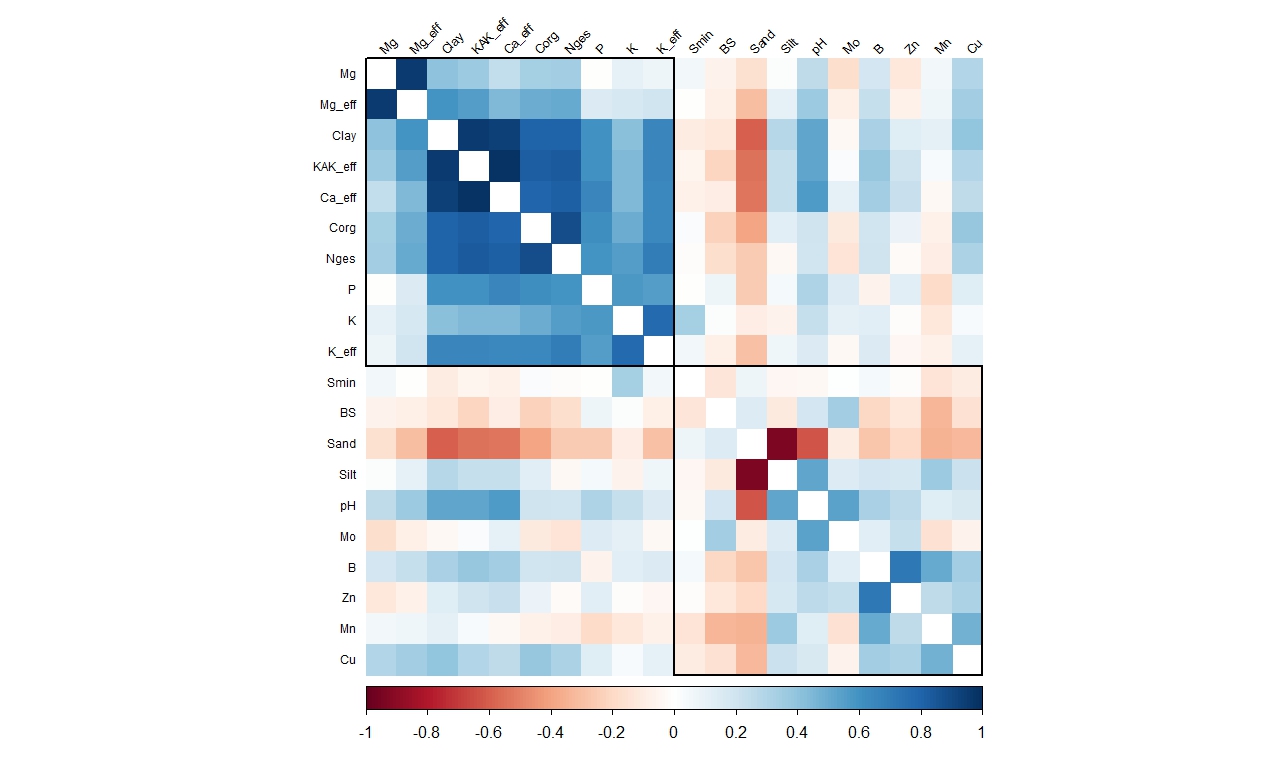 Mg Mg_eff Clay KAK_eff Ca_eff Corg Nges P K K_eff Smin BS Sand Silt pH Mo B Zn Mn Cu
Mg
Mg_eff
Clay
KAK_eff
Ca_eff
Corg
Nges
P
K
K_eff
Smin
BS
Sand
Silt
pH
Mo
B
Zn
Mn
Cu
-1 -0.8 -0.6 -0.4 -0.2 0 0.2 0.4 0.6 0.8 1